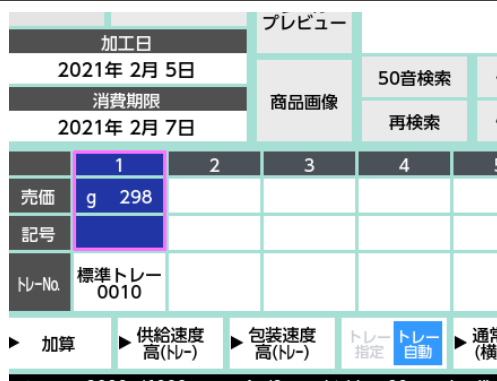 プレビュー
加工日
2021年 2月 5日
50音検索
消費期限
商品画像
再検索
2021年 2月 7日
1 2 3 4
売価 g 298
記号
トレーNo. 標準トレー
0010
▶ 加算 ▶ 供給速度
高(トレー) ▶ 包装速度
高(トレー) トレー
指定 トレー
自動 ▶